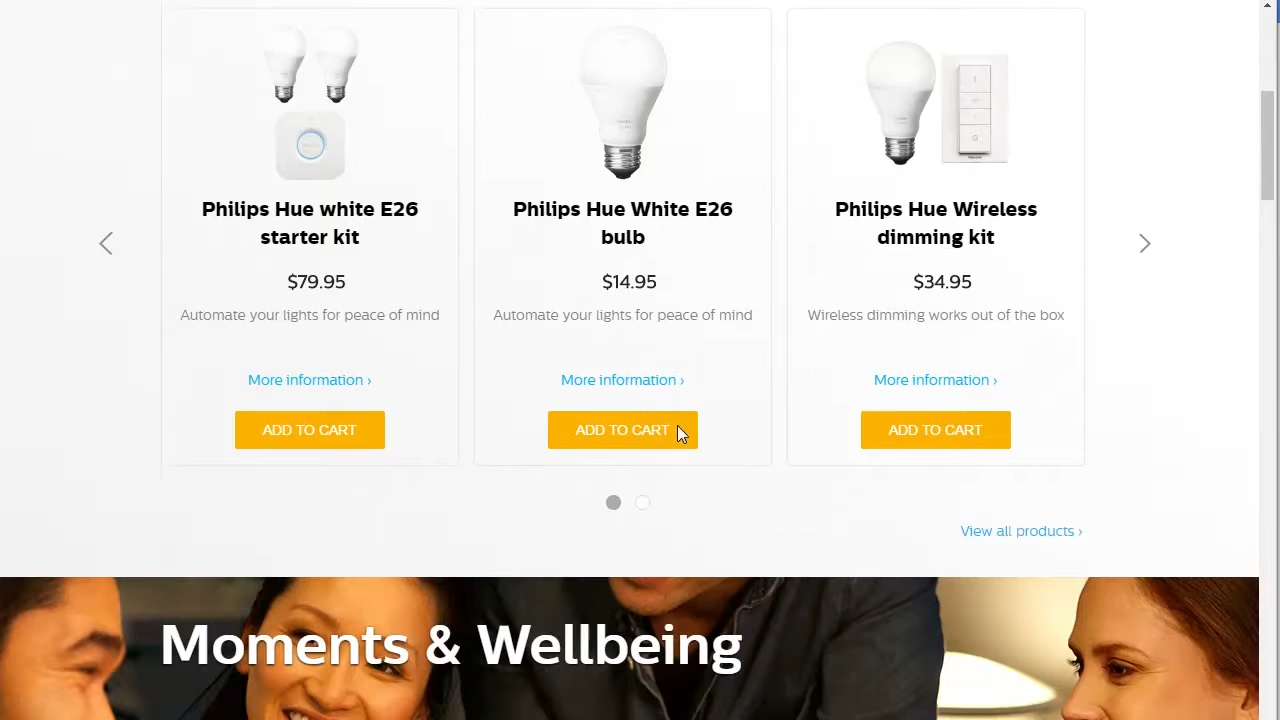 Philips Hue white E26
starter kit
$79.95
Automate your lights for peace of mind
More information ›
ADD TO CART
Philips Hue White E26
bulb
$14.95
Automate your lights for peace of mind
More information ›
ADD TO CART
Philips Hue Wireless
dimming kit
$34.95
Wireless dimming works out of the box
More information ›
ADD TO CART
View all products ›
Moments & Wellbeing